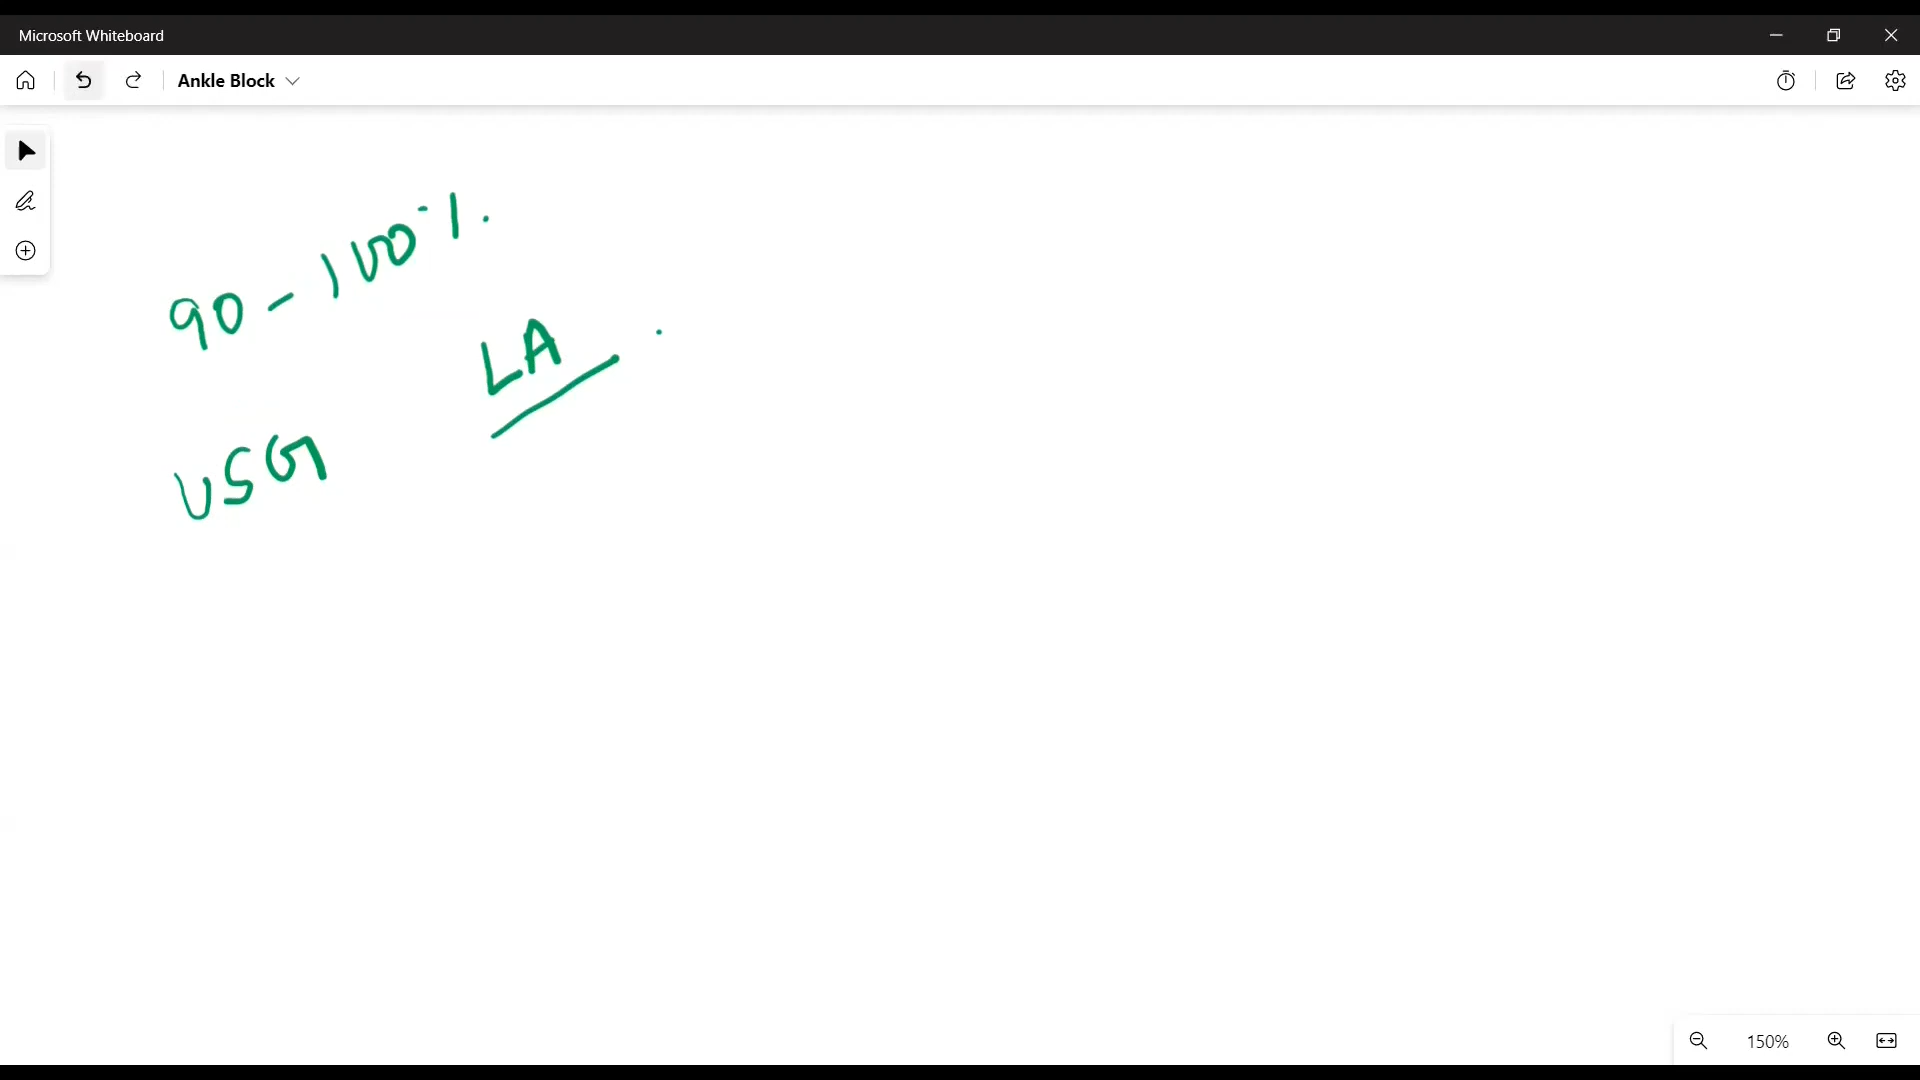 Microsoft Whiteboard
Ankle Block
90 - 100%.
LA
USG
150%